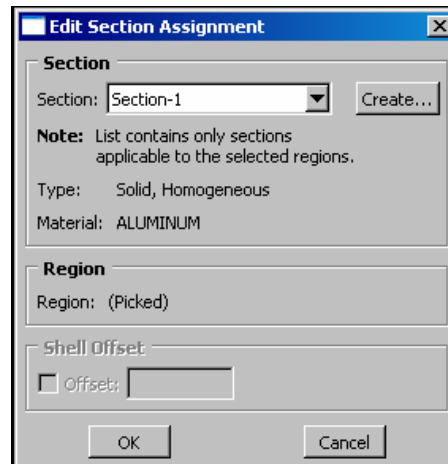 Edit Section Assignment
Section
Section: Section-1 Create...
Note: List contains only sections
applicable to the selected regions.
Type: Solid, Homogeneous
Material: ALUMINUM
Region
Region: (Picked)
Shell Offset
Offset:
OK Cancel